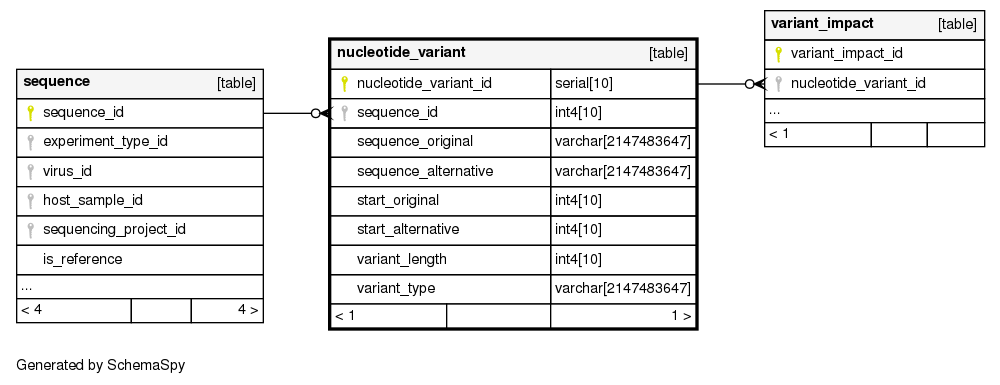 sequence [table]
sequence_id
experiment_type_id
virus_id
host_sample_id
sequencing_project_id
is_reference
...
< 4 4 >
nucleotide_variant [table]
nucleotide_variant_id serial[10]
sequence_id int4[10]
sequence_original varchar[2147483647]
sequence_alternative varchar[2147483647]
start_original int4[10]
start_alternative int4[10]
variant_length int4[10]
variant_type varchar[2147483647]
< 1 1 >
variant_impact [table]
variant_impact_id
nucleotide_variant_id
...
< 1
Generated by SchemaSpy